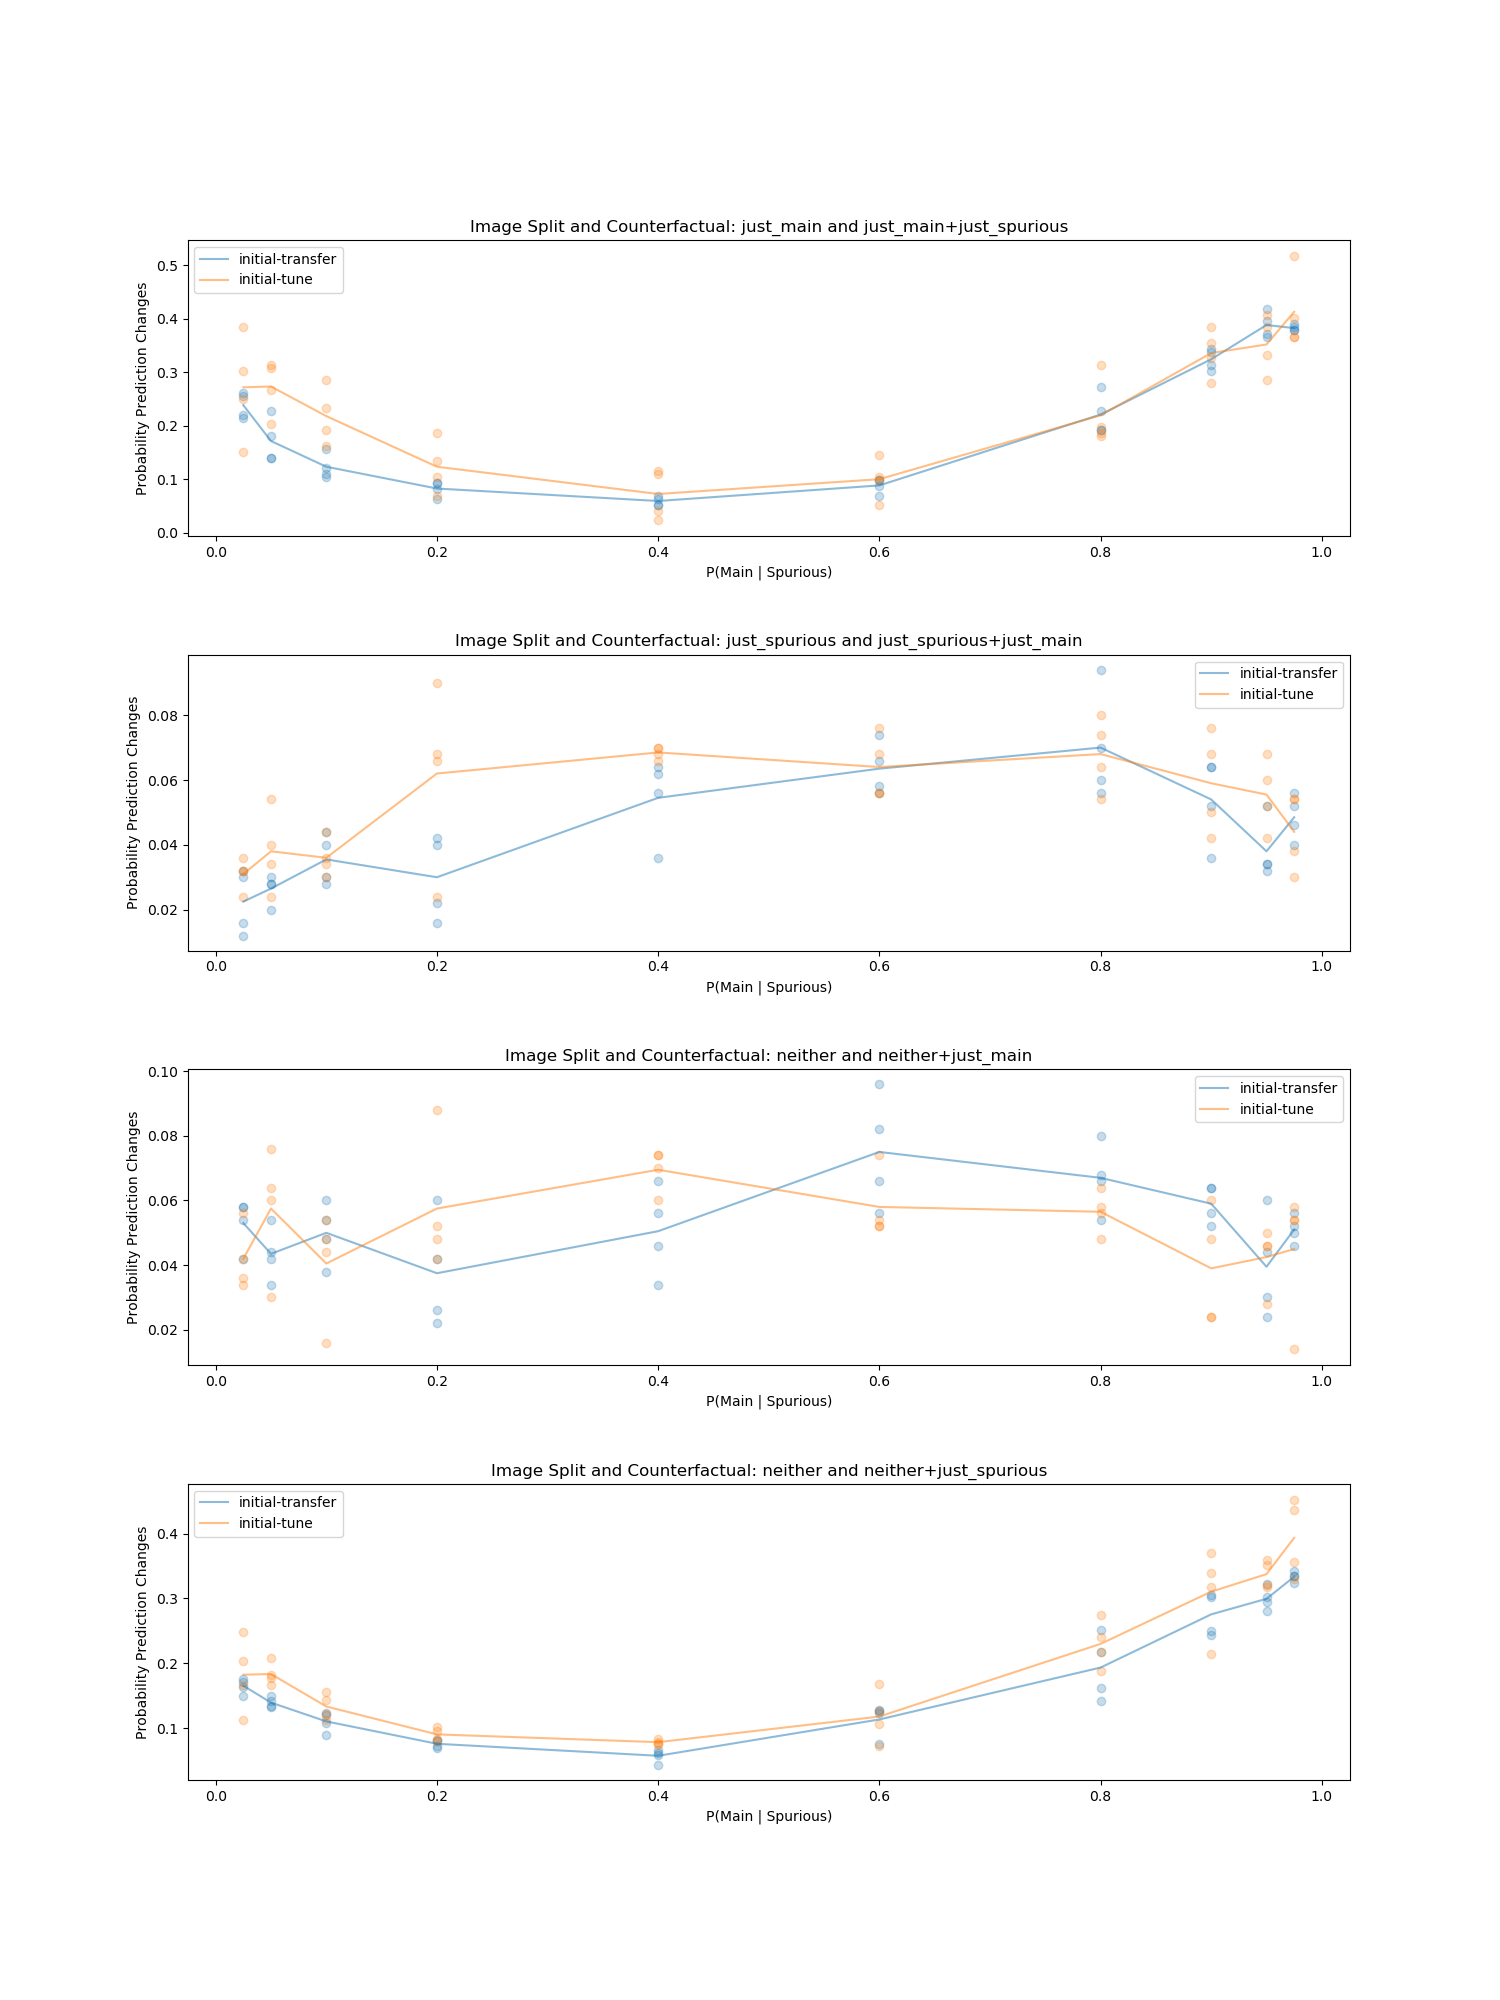 Image Split and Counterfactual: just_main and just_main+just_spurious
initial-transfer
initial-tune
Probability Prediction Changes
0.5
0.4
0.3
0.2
0.1
0.0
0.0 0.2 0.4 0.6 0.8 1.0
P(Main | Spurious)
Image Split and Counterfactual: just_spurious and just_spurious+just_main
initial-transfer
initial-tune
Probability Prediction Changes
0.08
0.06
0.04
0.02
0.0 0.2 0.4 0.6 0.8 1.0
P(Main | Spurious)
Image Split and Counterfactual: neither and neither+just_main
initial-transfer
initial-tune
Probability Prediction Changes
0.10
0.08
0.06
0.04
0.02
0.0 0.2 0.4 0.6 0.8 1.0
P(Main | Spurious)
Image Split and Counterfactual: neither and neither+just_spurious
initial-transfer
initial-tune
Probability Prediction Changes
0.4
0.3
0.2
0.1
0.0 0.2 0.4 0.6 0.8 1.0
P(Main | Spurious)